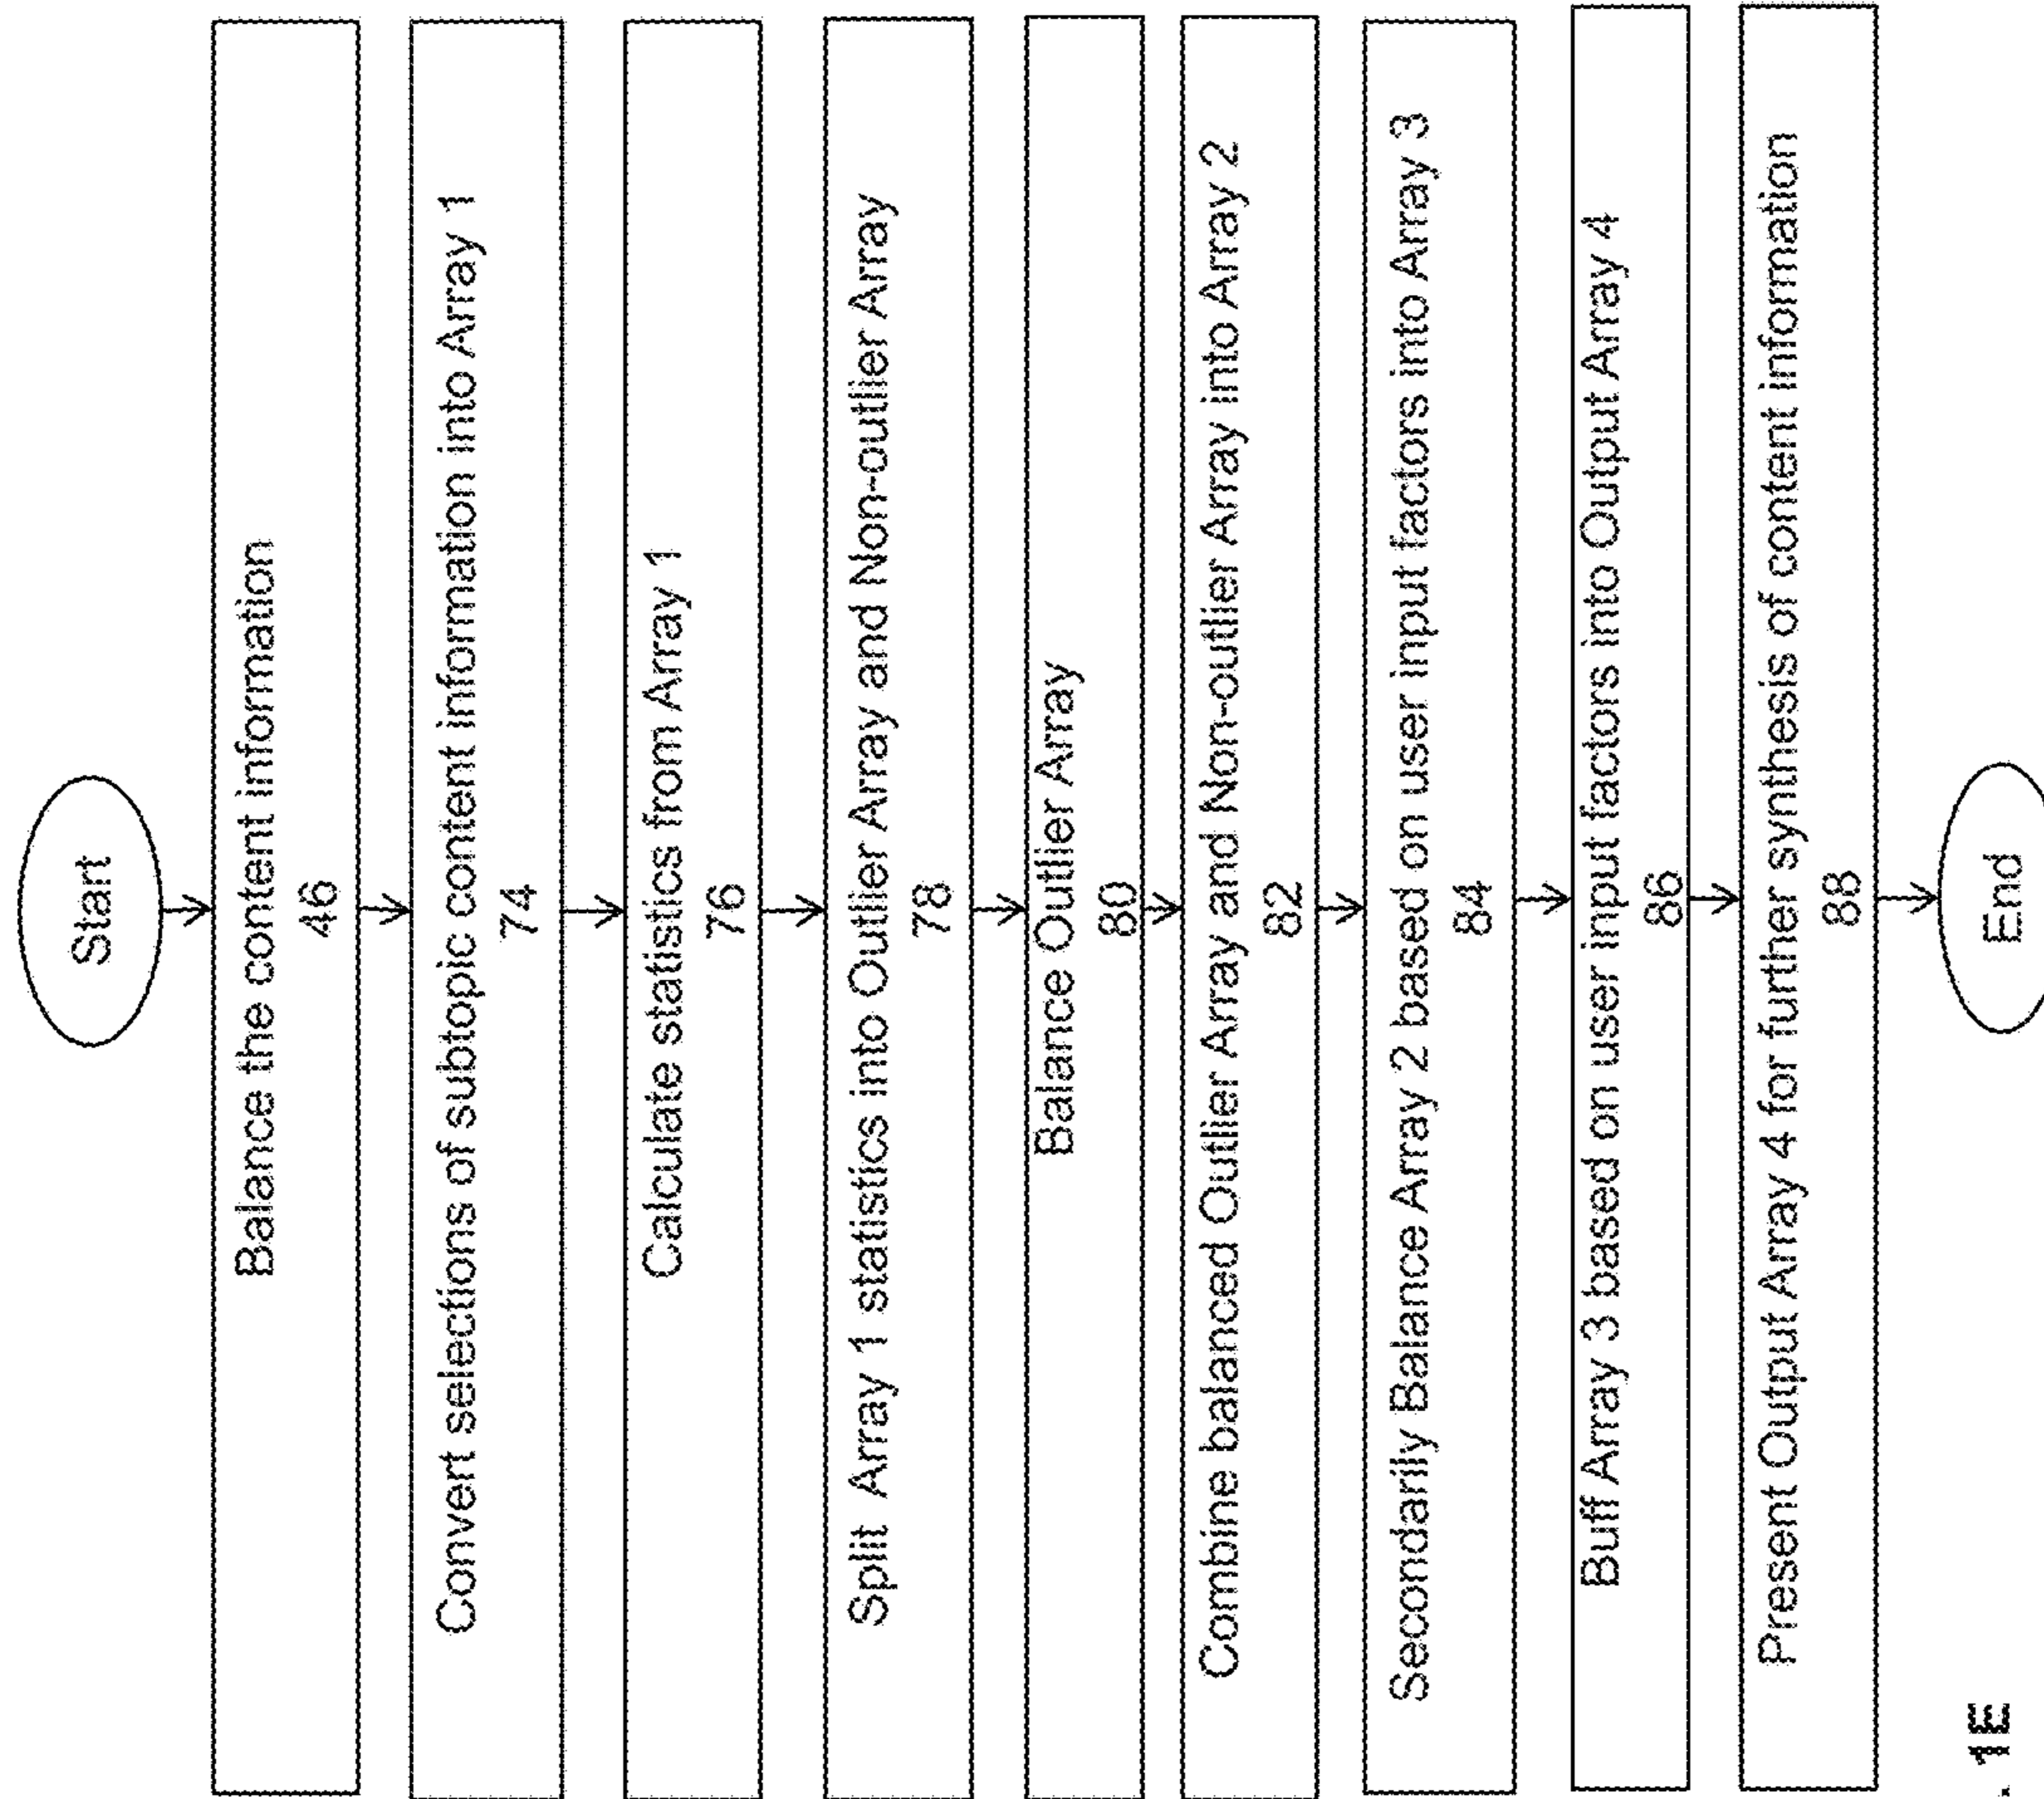 Start
Balance the content information
46
Convert selections of subtopic content information into Array 1
74
Calculate statistics from Array 1
76
Split Array 1 statistics into Outlier Array and Non-outlier Array
78
Balance Outlier Array
80
Combine balanced Outlier Array and Non-outlier Array into Array 2
82
Secondarily Balance Array 2 based on user input factors into Array 3
84
Buff Array 3 based on user input factors into Output Array 4
86
Present Output Array 4 for further synthesis of content information
88
End
. 1E